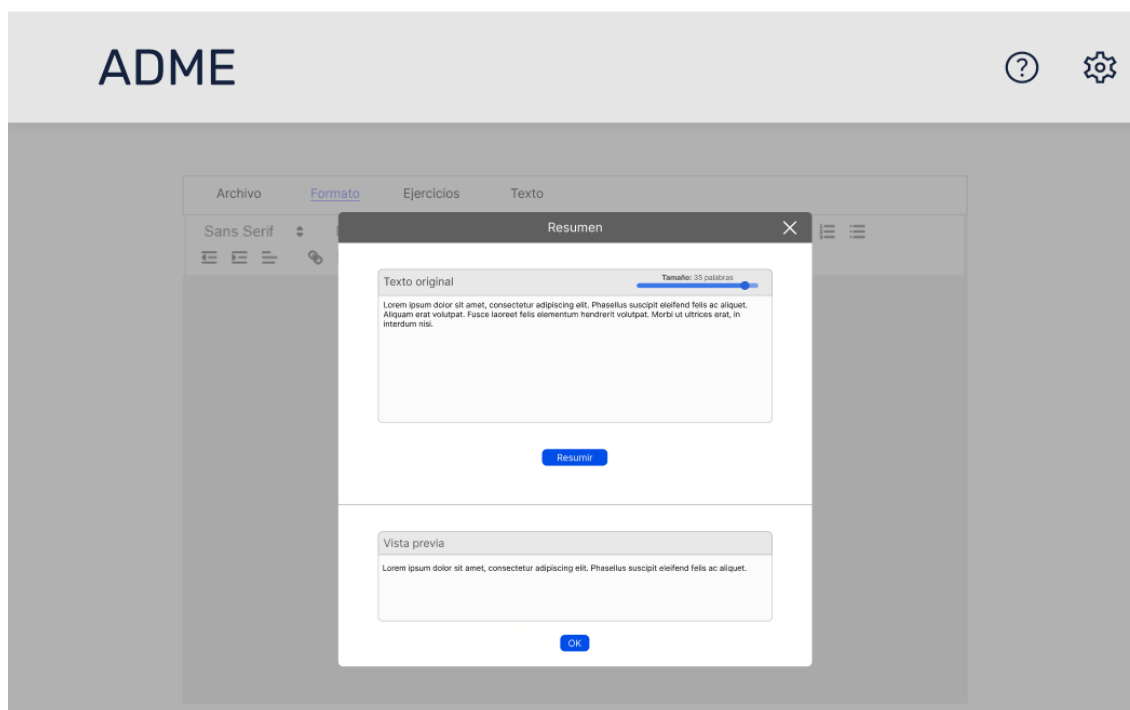 ADME
Archivo Formato Ejercicios Texto
Resumen
Sans Serif
Texto original
Tamaño: 35 palabras
Lorem ipsum dolor sit amet, consectetur adipiscing elit. Phasellus suscipit eleifend felis ac aliquet.
Aliquam erat volutpat. Fusce laoreet felis elementum hendrerit volutpat. Morbi ut ultrices erat, in
interdum nisi.
Resumir
Vista previa
Lorem ipsum dolor sit amet, consectetur adipiscing elit. Phasellus suscipit eleifend felis ac aliquet.
OK